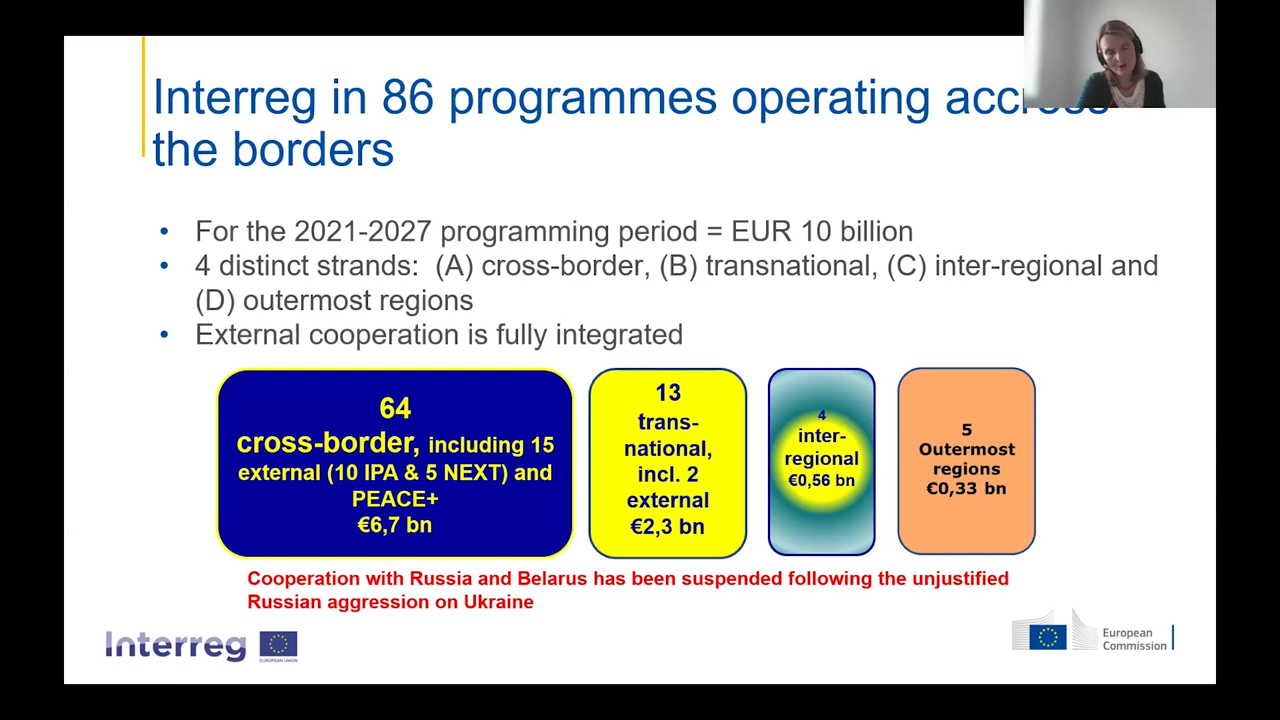 Interreg in 86 programmes operating accross
the borders
• For the 2021-2027 programming period = EUR 10 billion
• 4 distinct strands: (A) cross-border, (B) transnational, (C) inter-regional and
(D) outermost regions
• External cooperation is fully integrated
64
cross-border, including 15
external (10 IPA & 5 NEXT) and
PEACE+
€6,7 bn
13
trans-
national,
incl. 2
external
€2,3 bn
4
inter-
regional
€0,56 bn
5
Outermost
regions
€0,33 bn
Cooperation with Russia and Belarus has been suspended following the unjustified
Russian aggression on Ukraine
Interreg
EUROPEAN UNION
European
Commission